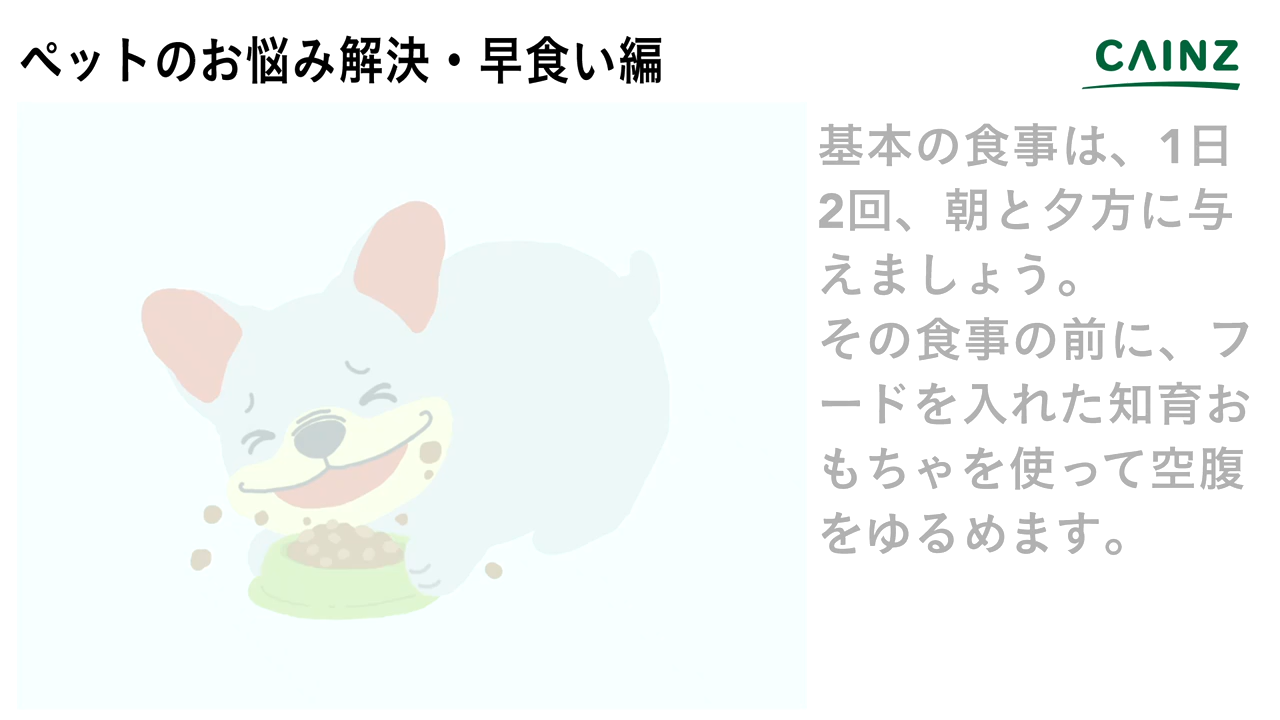 ペットのお悩み解決・早食い編
CAINZ
基本の食事は、1日
2回、朝と夕方に与
えましょう。
その食事の前に、フ
ードを入れた知育お
もちゃを使って空腹
をゆるめます。